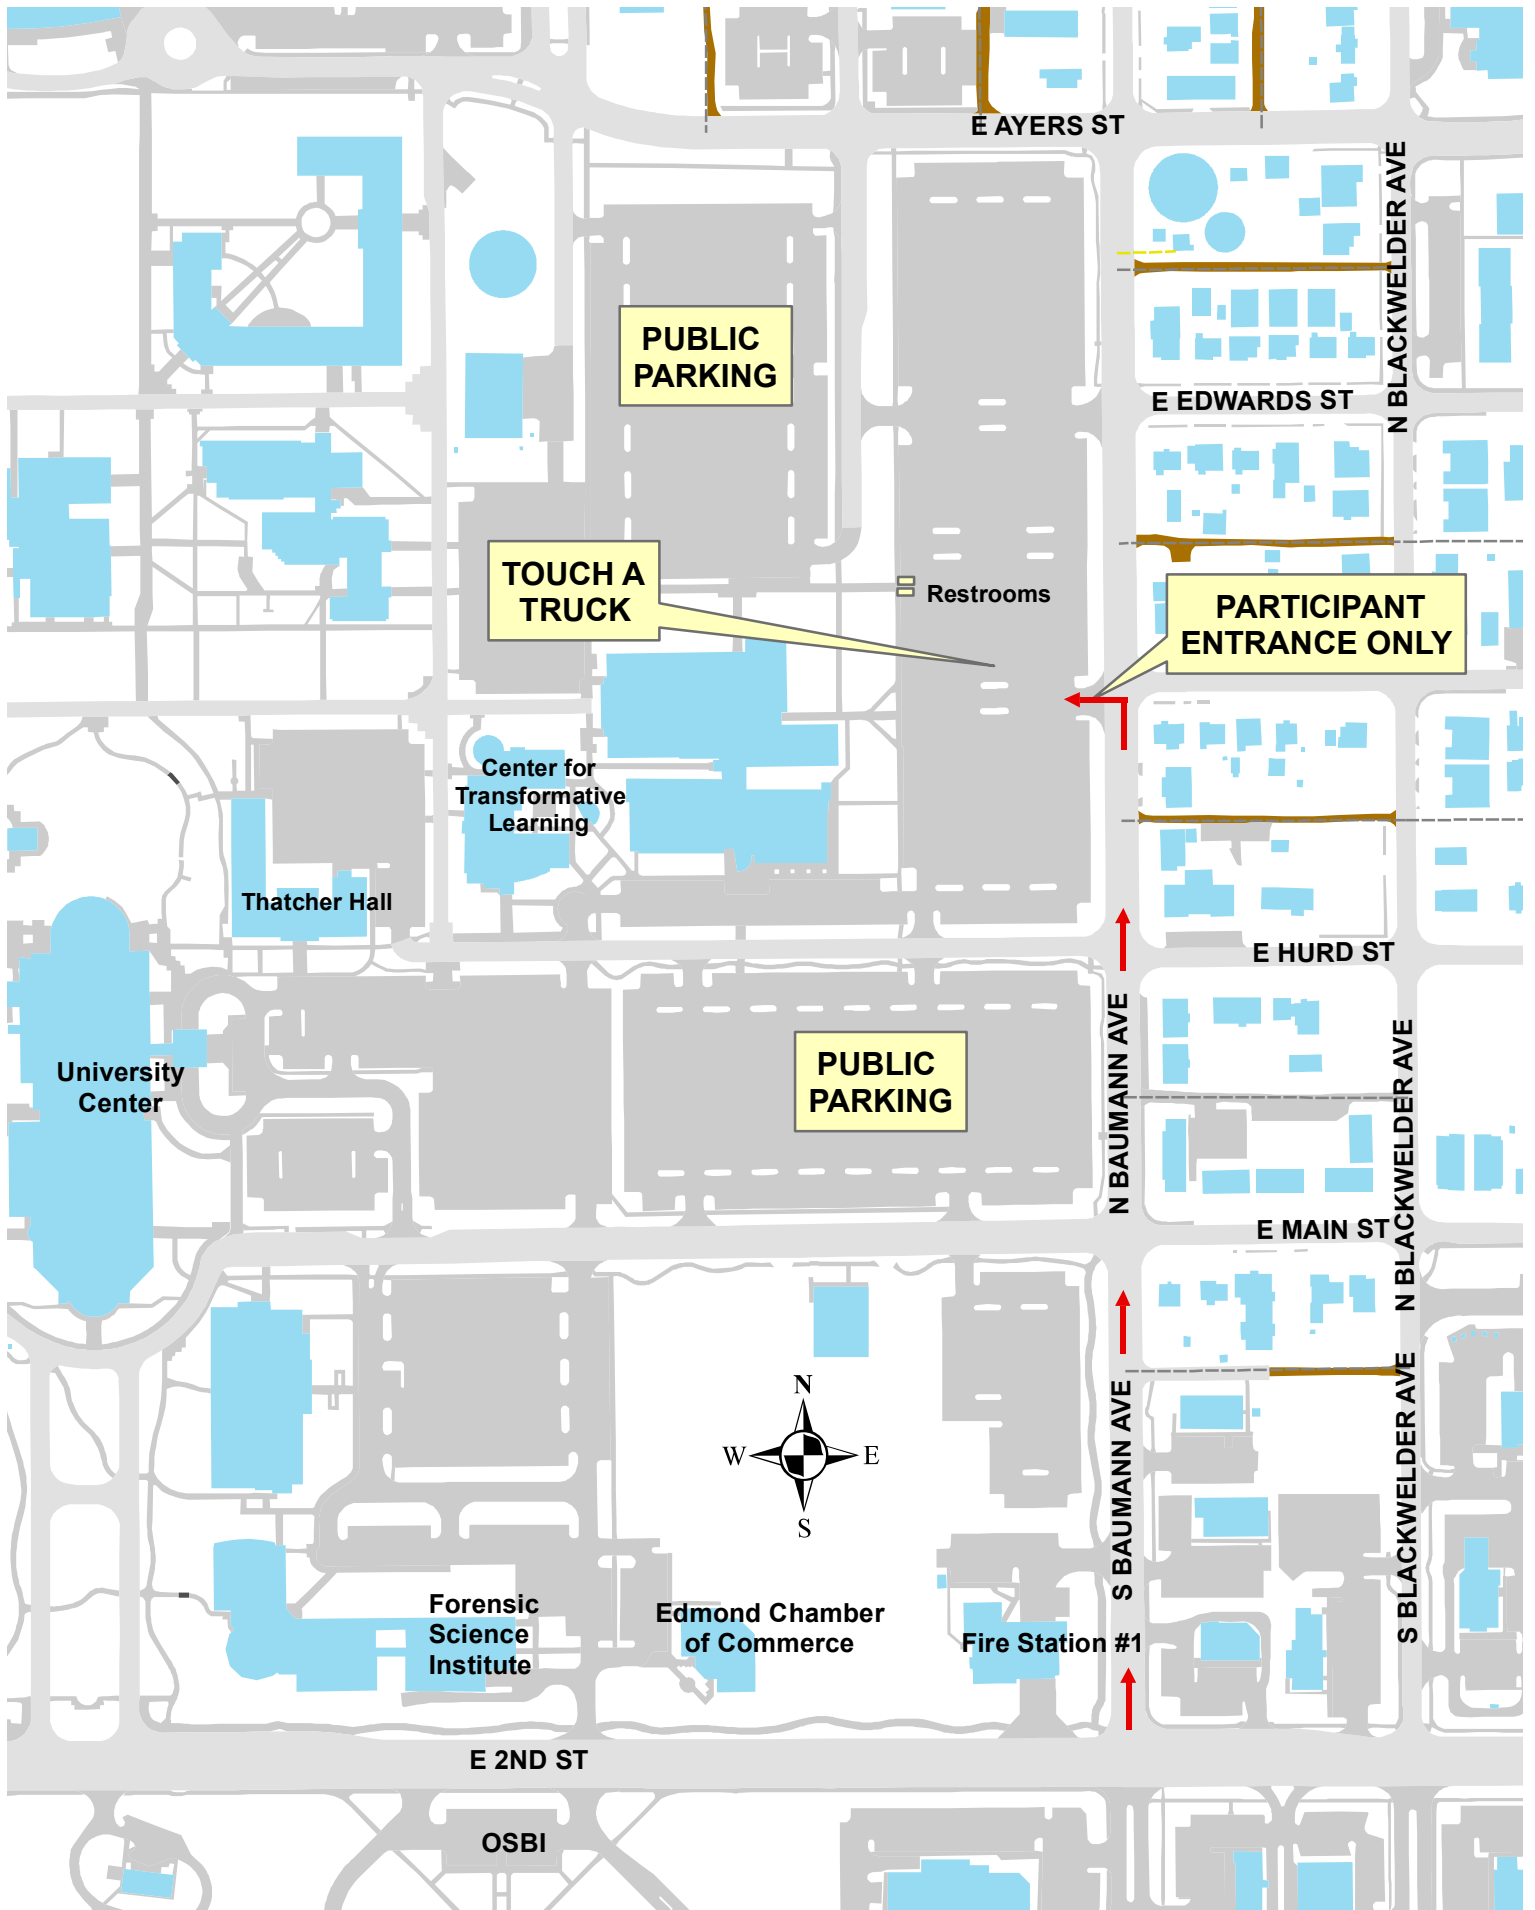 E AYERS ST
N BLACKWELDER AVE
PUBLIC
PARKING
E EDWARDS ST
TOUCH A
TRUCK
Restrooms
PARTICIPANT
ENTRANCE ONLY
Center for
Transformative
Learning
Thatcher Hall
E HURD ST
N BAUMANN AVE
N BLACKWELDER AVE
University
Center
PUBLIC
PARKING
E MAIN ST
N
W
E
S
S BAUMANN AVE
S BLACKWELDER AVE
Forensic
Science
Institute
Edmond Chamber
of Commerce
Fire Station #1
E 2ND ST
OSBI